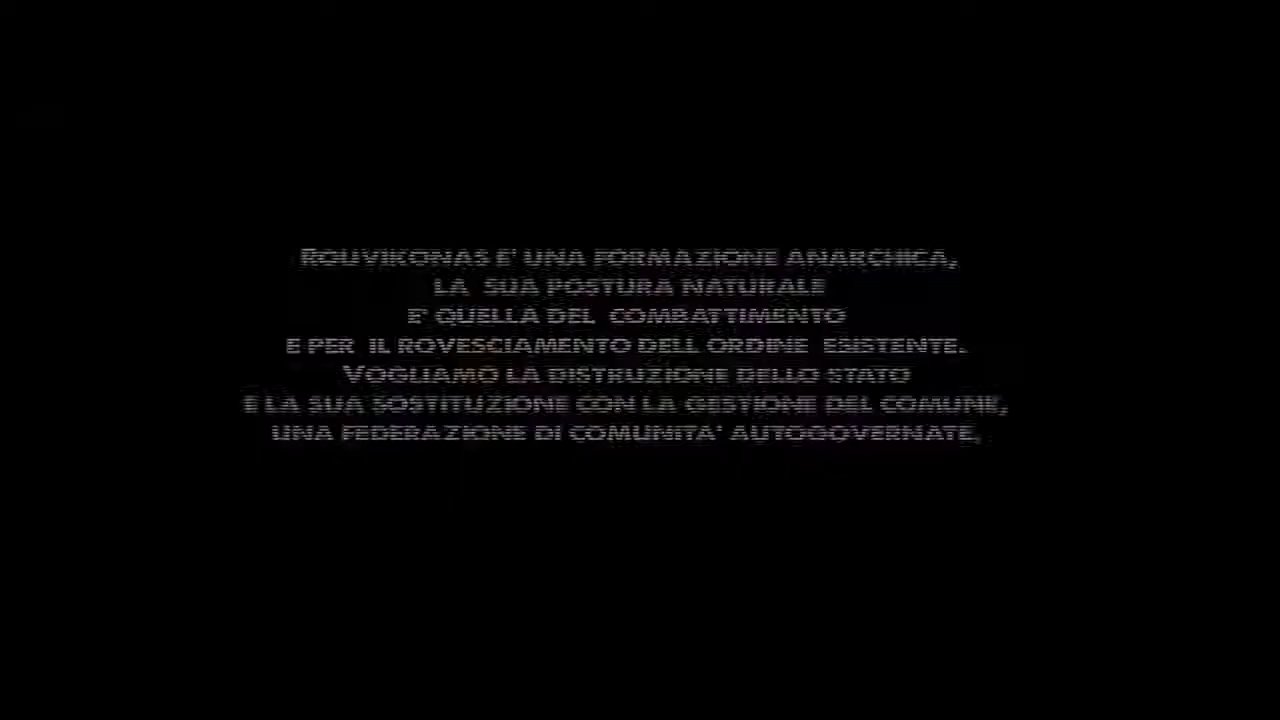 ROUVIKONAS E' UNA FORMAZIONE ANARCHICA,
LA SUA POSTURA NATURALE
E' QUELLA DEL COMBATTIMENTO
E PER IL ROVESCIAMENTO DELL ORDINE ESISTENTE.
VOGLIAMO LA DISTRUZIONE DELLO STATO
E LA SUA SOSTITUZIONE CON LA GESTIONE DEL COMUNE,
UNA FEDERAZIONE DI COMUNITA' AUTOGOVERNATE,